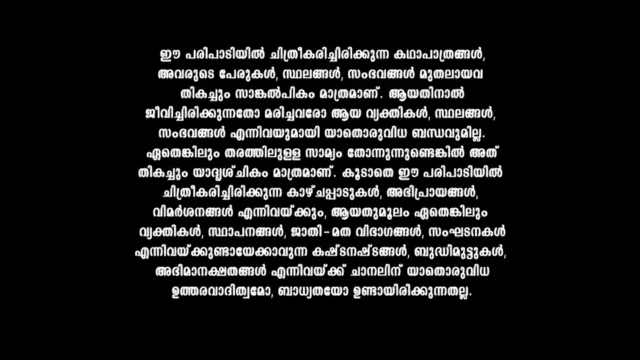 ഈ പരിപാടിയിൽ ചിത്രീകരിച്ചിരിക്കുന്ന കഥാപാത്രങ്ങൾ,
അവരുടെ പേരുകൾ, സ്ഥലങ്ങൾ, സംഭവങ്ങൾ മുതലായവ
തികച്ചും സാങ്കൽപികം മാത്രമാണ്. ആയതിനാൽ
ജീവിച്ചിരിക്കുന്നതോ മരിച്ചവരോ ആയ വ്യക്തികൾ, സ്ഥലങ്ങൾ,
സംഭവങ്ങൾ എന്നിവയുമായി യാതൊരുവിധ ബന്ധവുമില്ല.
ഏതെങ്കിലും തരത്തിലുള്ള സാമ്യം തോന്നുന്നുണ്ടെങ്കിൽ അത്
തികച്ചും യാദൃശ്ചികം മാത്രമാണ്. കൂടാതെ ഈ പരിപാടിയിൽ
ചിത്രീകരിച്ചിരിക്കുന്ന കാഴ്ചപ്പാടുകൾ, അഭിപ്രായങ്ങൾ,
വിമർശനങ്ങൾ എന്നിവയ്ക്കും, ആയതുമൂലം ഏതെങ്കിലും
വ്യക്തികൾ, സ്ഥാപനങ്ങൾ, ജാതി-മത വിഭാഗങ്ങൾ, സംഘടനകൾ
എന്നിവയ്ക്കുണ്ടായേക്കാവുന്ന കഷ്ടനഷ്ടങ്ങൾ, ബുദ്ധിമുട്ടുകൾ,
അഭിമാനക്ഷതങ്ങൾ എന്നിവയ്ക്ക് ചാനലിന് യാതൊരുവിധ
ഉത്തരവാദിത്വമോ, ബാധ്യതയോ ഉണ്ടായിരിക്കുന്നതല്ല.